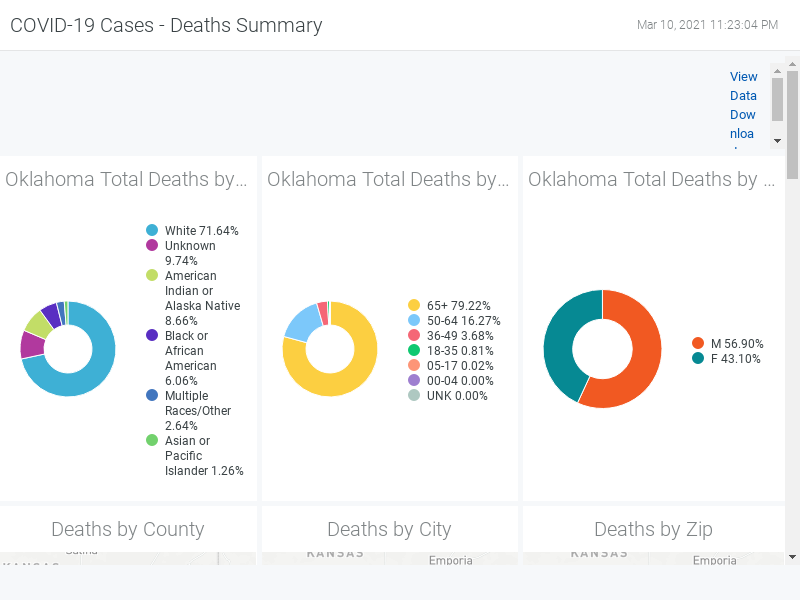 COVID-19 Cases - Deaths Summary
Mar 10, 2021 11:23:04 PM
View
Data
Dow
nloa
Oklahoma Total Deaths by...
White 71.64%
Unknown
9.74%
American
Indian or
Alaska Native
8.66%
Black or
African
American
6.06%
Multiple
Races/Other
2.64%
Asian or
Pacific
Islander 1.26%
Oklahoma Total Deaths by...
65+ 79.22%
50-64 16.27%
36-49 3.68%
18-35 0.81%
05-17 0.02%
00-04 0.00%
UNK 0.00%
Oklahoma Total Deaths by ...
M 56.90%
F 43.10%
Deaths by County
Salina
KANSAS
Deaths by City
KANSAS
Emporia
Deaths by Zip
KANSAS
Emporia